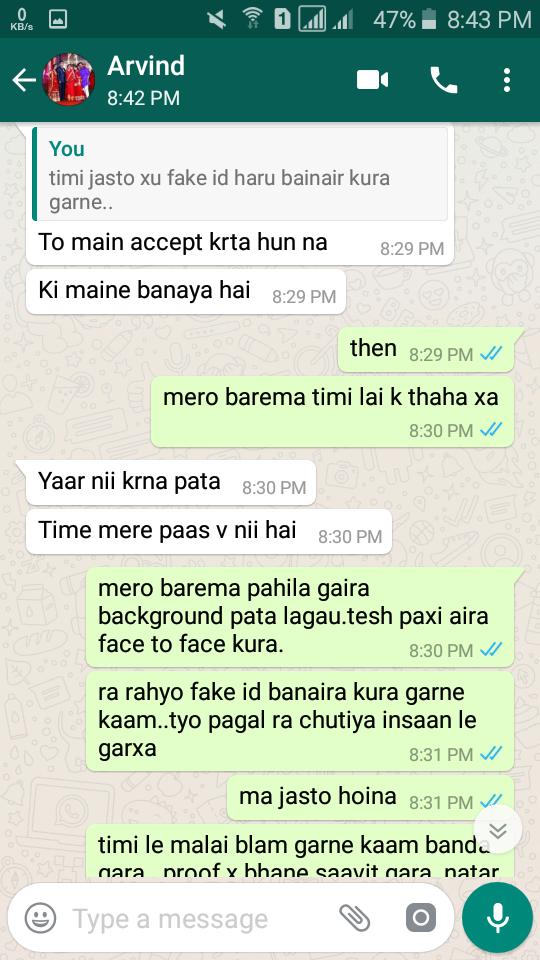 0
KB/s
1
47%
8:43 PM
Arvind
8:42 PM
You
timi jasto xu fake id haru bainair kura
garne..
To main accept krta hun na
8:29 PM
Ki maine banaya hai
8:29 PM
then
8:29 PM
mero barema timi lai k thaha xa
8:30 PM
Yaar nii krna pata
8:30 PM
Time mere paas v nii hai
8:30 PM
mero barema pahila gaira
background pata lagau.tesh paxi aira
face to face kura.
8:30 PM
ra rahyo fake id banaira kura garne
kaam..tyo pagal ra chutiya insaan le
garxa
8:31 PM
ma jasto hoina
8:31 PM
timi le malai blam garne kaam banda
gara.. proof x bhane saavit gara, natar
Type a message